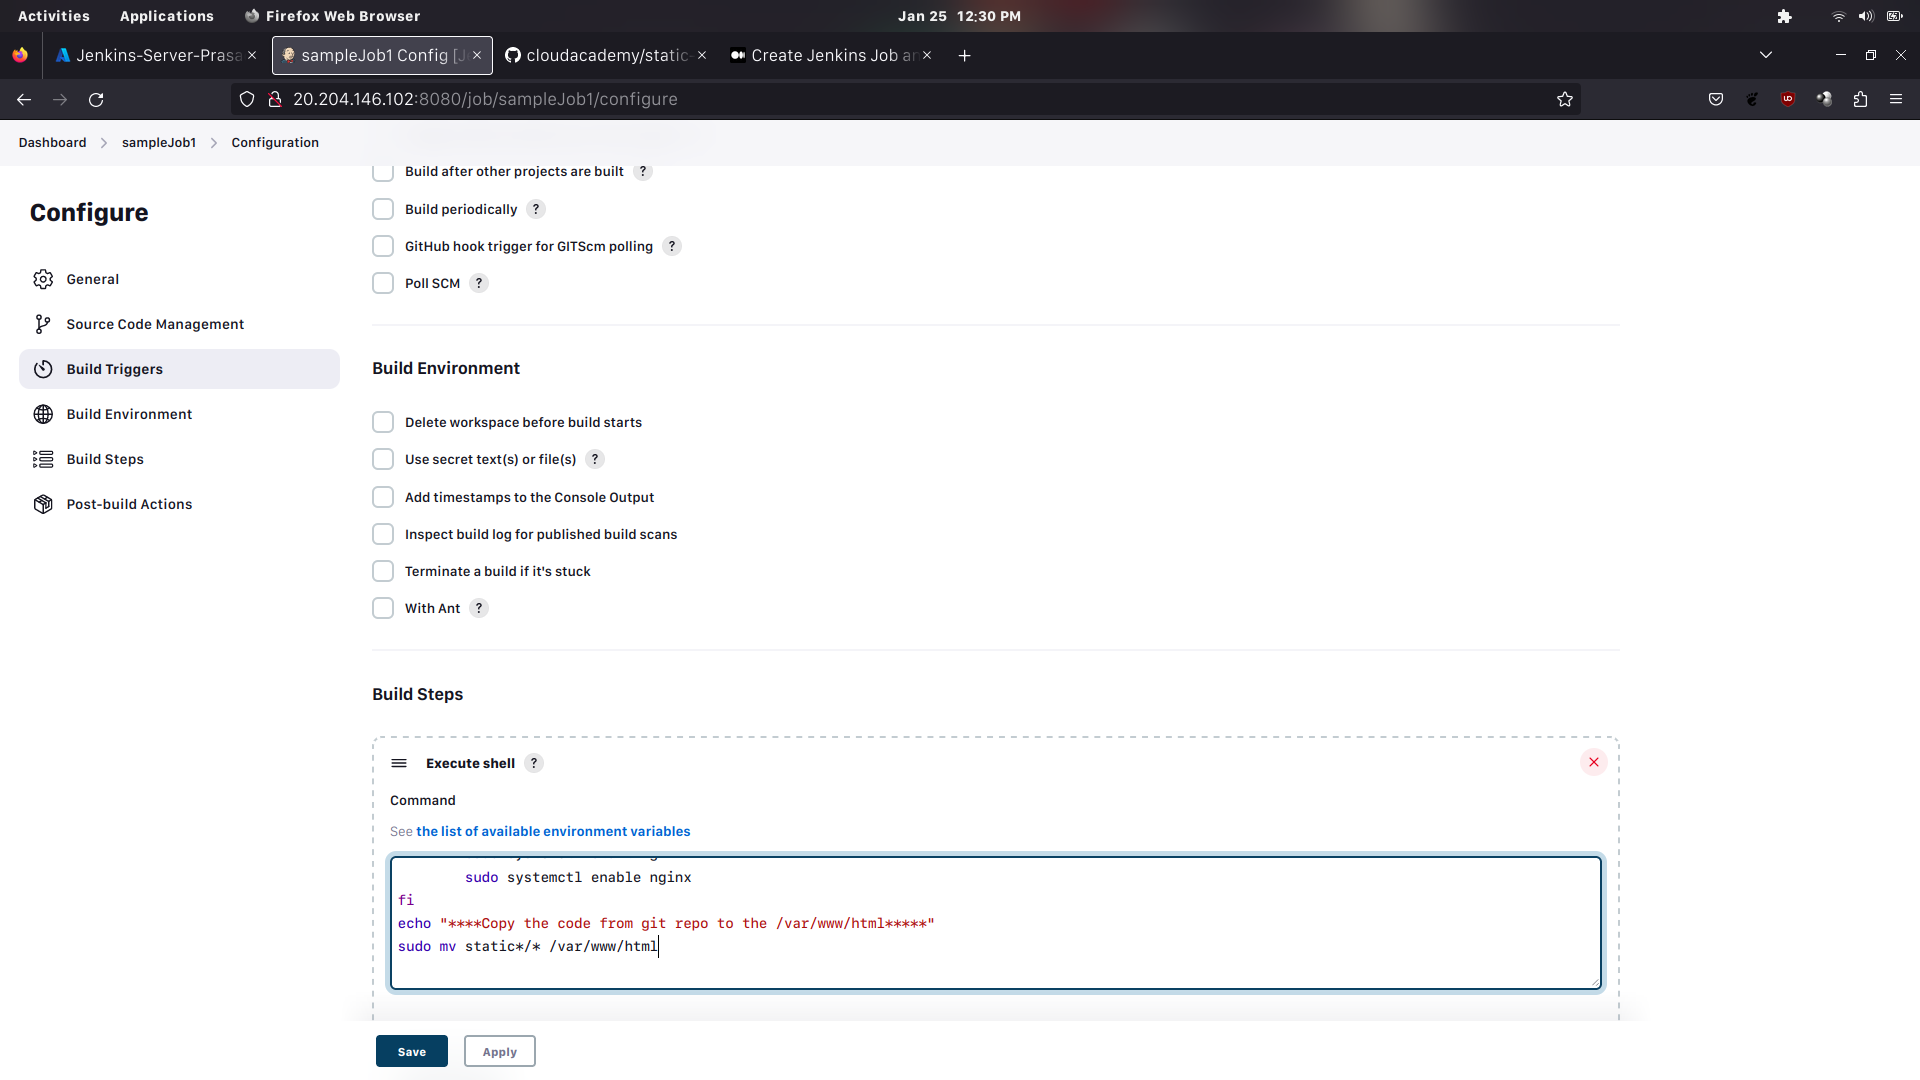 Activities Applications Firefox Web Browser Jan 25 12:30 PM
Jenkins-Server-Prasa sampleJob1 Config [Je cloudacademy/static- Create Jenkins Job an
20.204.146.102:8080/job/sampleJob1/configure
Dashboard sampleJob1 Configuration
Configure
General
Source Code Management
Build Triggers
Build Environment
Build Steps
Post-build Actions
Build after other projects are built ?
Build periodically ?
GitHub hook trigger for GITScm polling ?
Poll SCM ?
Build Environment
Delete workspace before build starts
Use secret text(s) or file(s) ?
Add timestamps to the Console Output
Inspect build log for published build scans
Terminate a build if it's stuck
With Ant ?
Build Steps
Execute shell ?
Command
See the list of available environment variables
sudo systemctl enable nginx
fi
echo "****Copy the code from git repo to the /var/www/html*****"
sudo mv static*/* /var/www/html
Save Apply